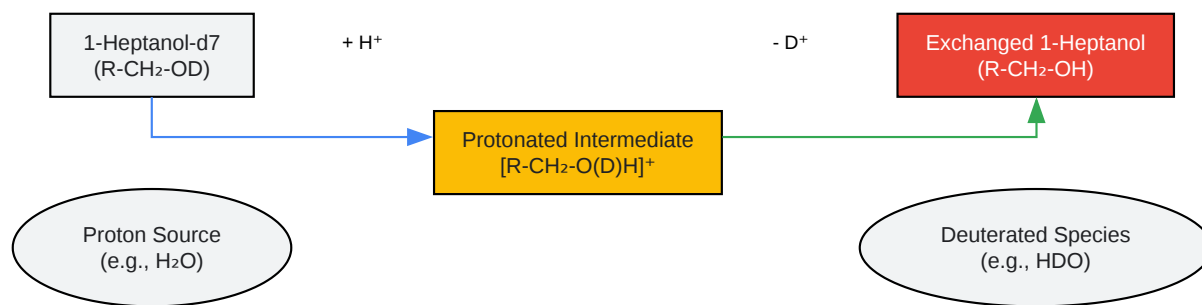 1-Heptanol-d7
(R-CH₂-OD)
+ H⁺
- D⁺
Exchanged 1-Heptanol
(R-CH₂-OH)
Protonated Intermediate
[R-CH₂-O(D)H]⁺
Proton Source
(e.g., H₂O)
Deuterated Species
(e.g., HDO)